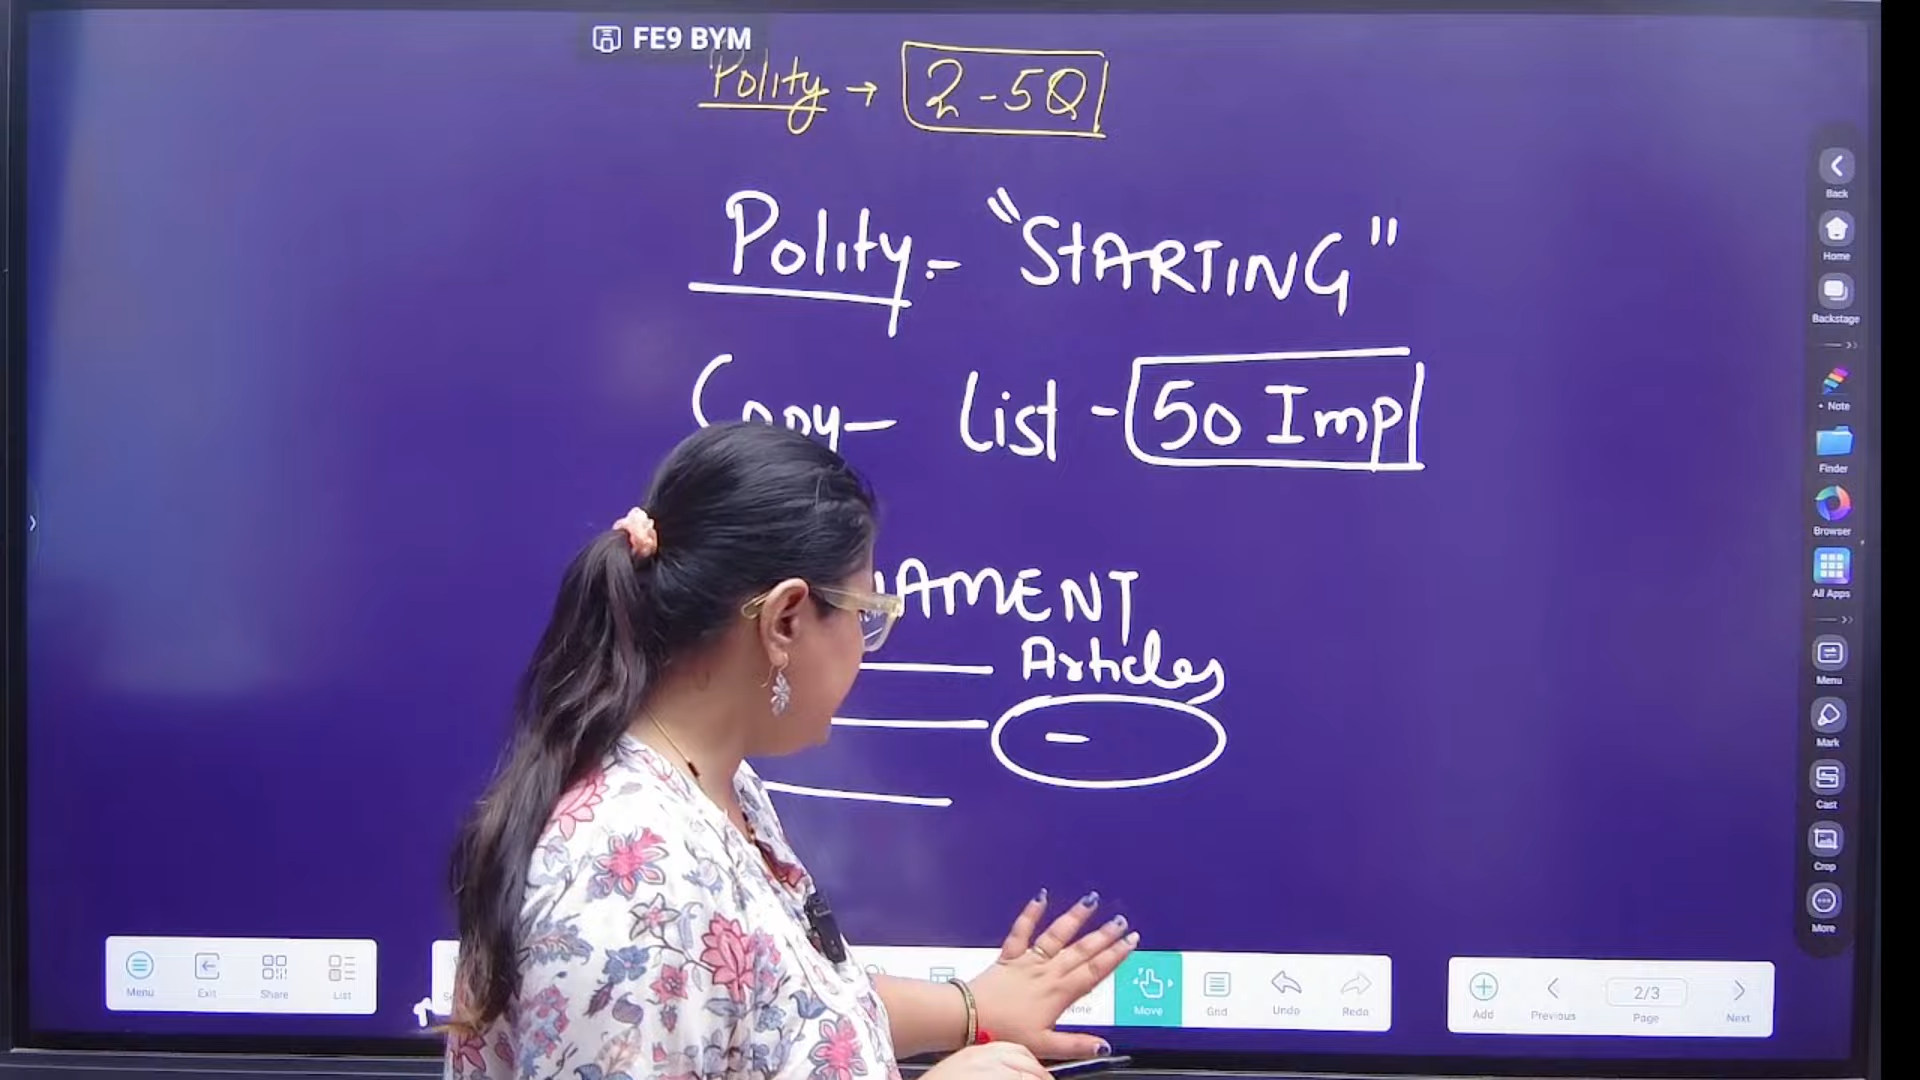 FE9 BYM
Polity → 2-5Q
Polity:- "STARTING"
Copy- List - 50 Imp
AMENT
Articles
-
Back
Home
Backstage
Note
Finder
Browser
All Apps
Menu
Mark
Cast
Crop
More
Menu Exit Share List
Move Grid Undo Redo
Add Previous 2/3 Page Next